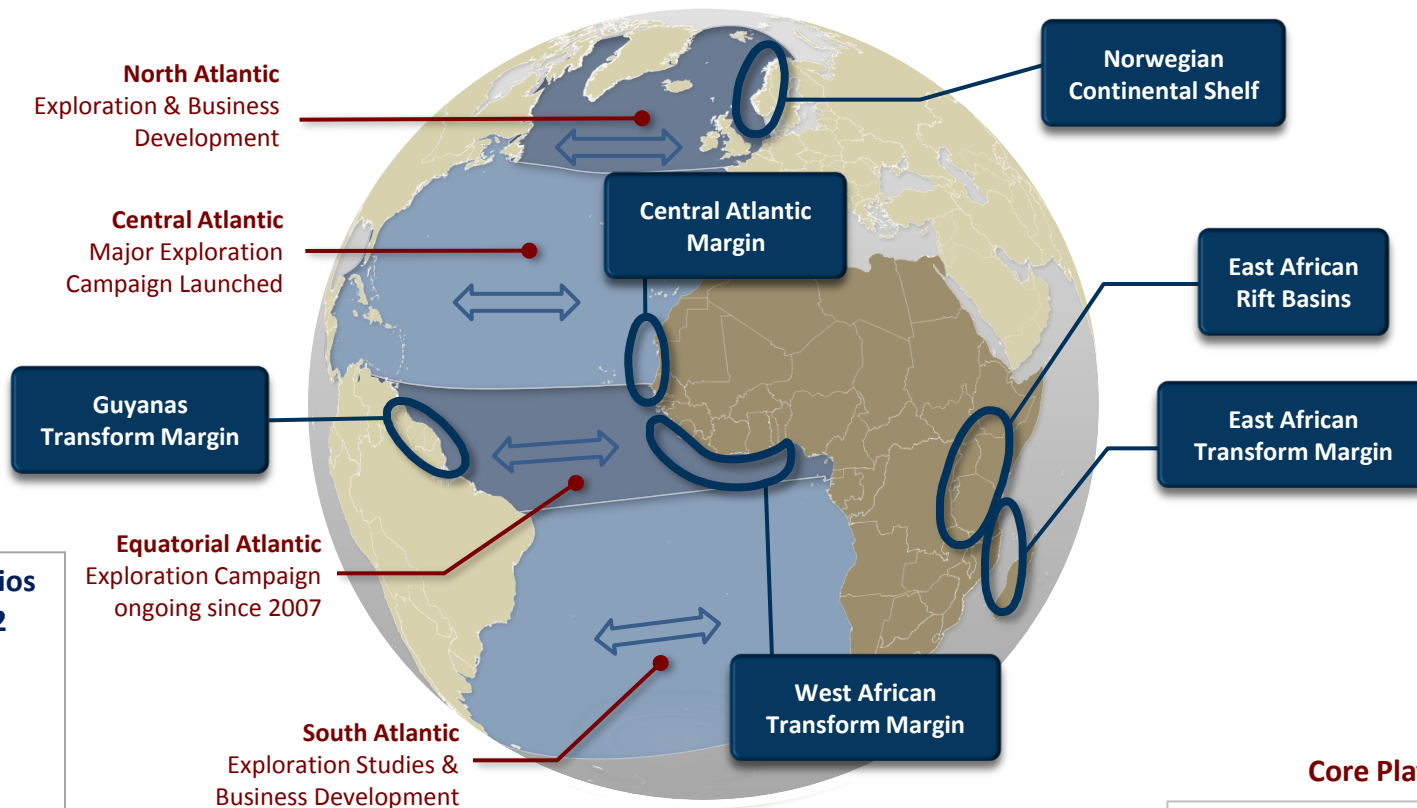 North Atlantic
Exploration & Business
Development
Norwegian
Continental Shelf
Central Atlantic
Major Exploration
Campaign Launched
Central Atlantic
Margin
East African
Rift Basins
Guyanas
Transform Margin
East African
Transform Margin
Equatorial Atlantic
Exploration Campaign
ongoing since 2007
West African
Transform Margin
South Atlantic
Exploration Studies &
Business Development
Core